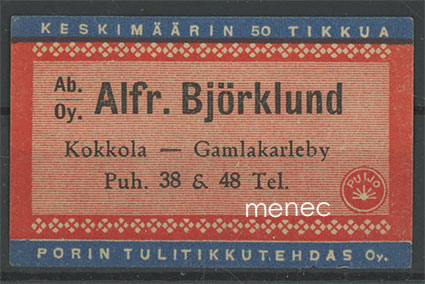 KESKIMÄÄRIN 50 TIKKUA
Ab.
Oy. Alfr. Björklund
Kokkola — Gamlakarleby
Puh. 38 & 48 Tel.
PUIJO
menec
PORIN TULITIKKUTEHDAS Oy.